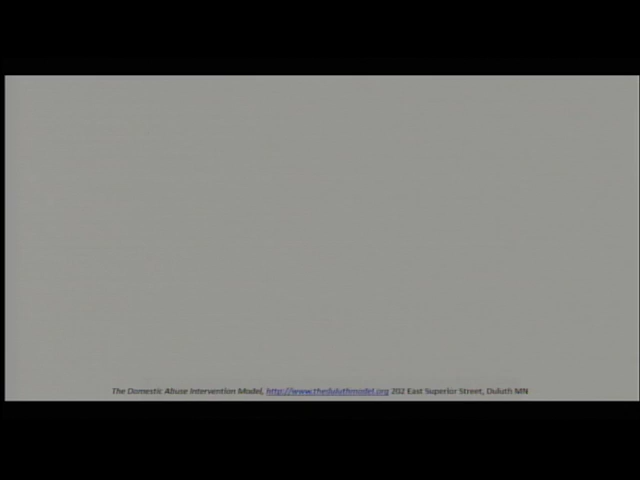 The Domestic Abuse Intervention Model, http://www.theduluthmodel.org 202 East Superior Street, Duluth MN